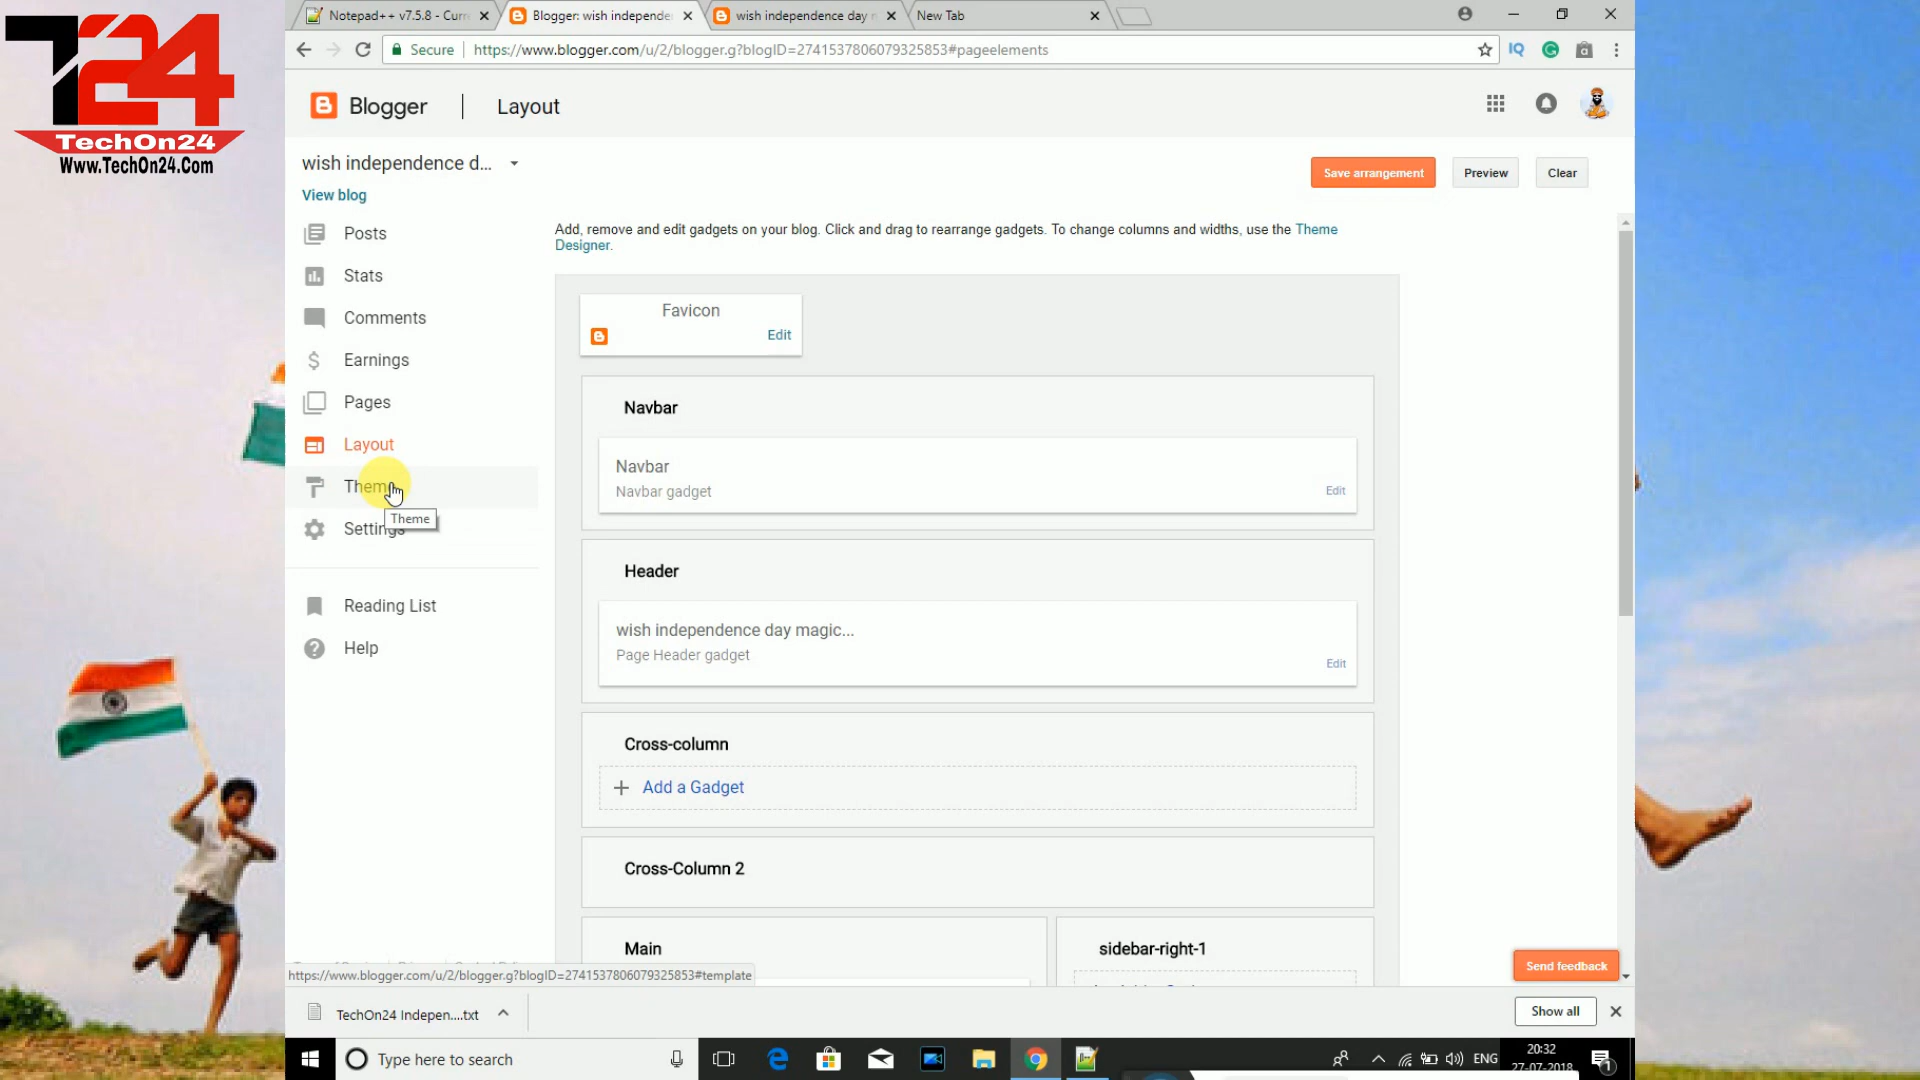 T24
TechOn24
Www.TechOn24.Com
Notepad++ v7.5.8 - Curr
Blogger: wish independe
wish independence day
New Tab
Secure
https://www.blogger.com/u/2/blogger.g?blogID=2741537806079325853#pageelements
IQ
Blogger
Layout
wish independence d...
View blog
Save arrangement
Preview
Clear
Posts
Stats
Comments
Earnings
Pages
Layout
Theme
Theme
Settings
Reading List
Help
Add, remove and edit gadgets on your blog. Click and drag to rearrange gadgets. To change columns and widths, use the Theme
Designer.
Favicon
Edit
Navbar
Navbar
Navbar gadget
Edit
Header
wish independence day magic...
Page Header gadget
Edit
Cross-column
+ Add a Gadget
Cross-Column 2
Main
sidebar-right-1
Send feedback
https://www.blogger.com/u/2/blogger.g?blogID=2741537806079325853#template
TechOn24 Indepen....txt
Show all
Type here to search
ENG
20:32
27-07-2018
1